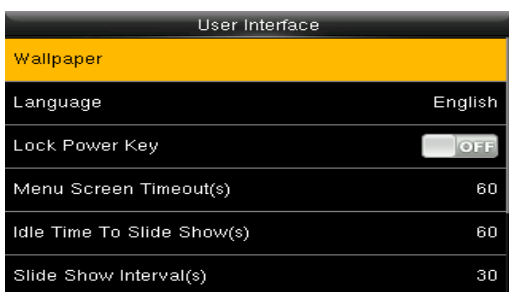 User Interface
Wallpaper
Language English
Lock Power Key OFF
Menu Screen Timeout(s) 60
Idle Time To Slide Show(s) 60
Slide Show Interval(s) 30